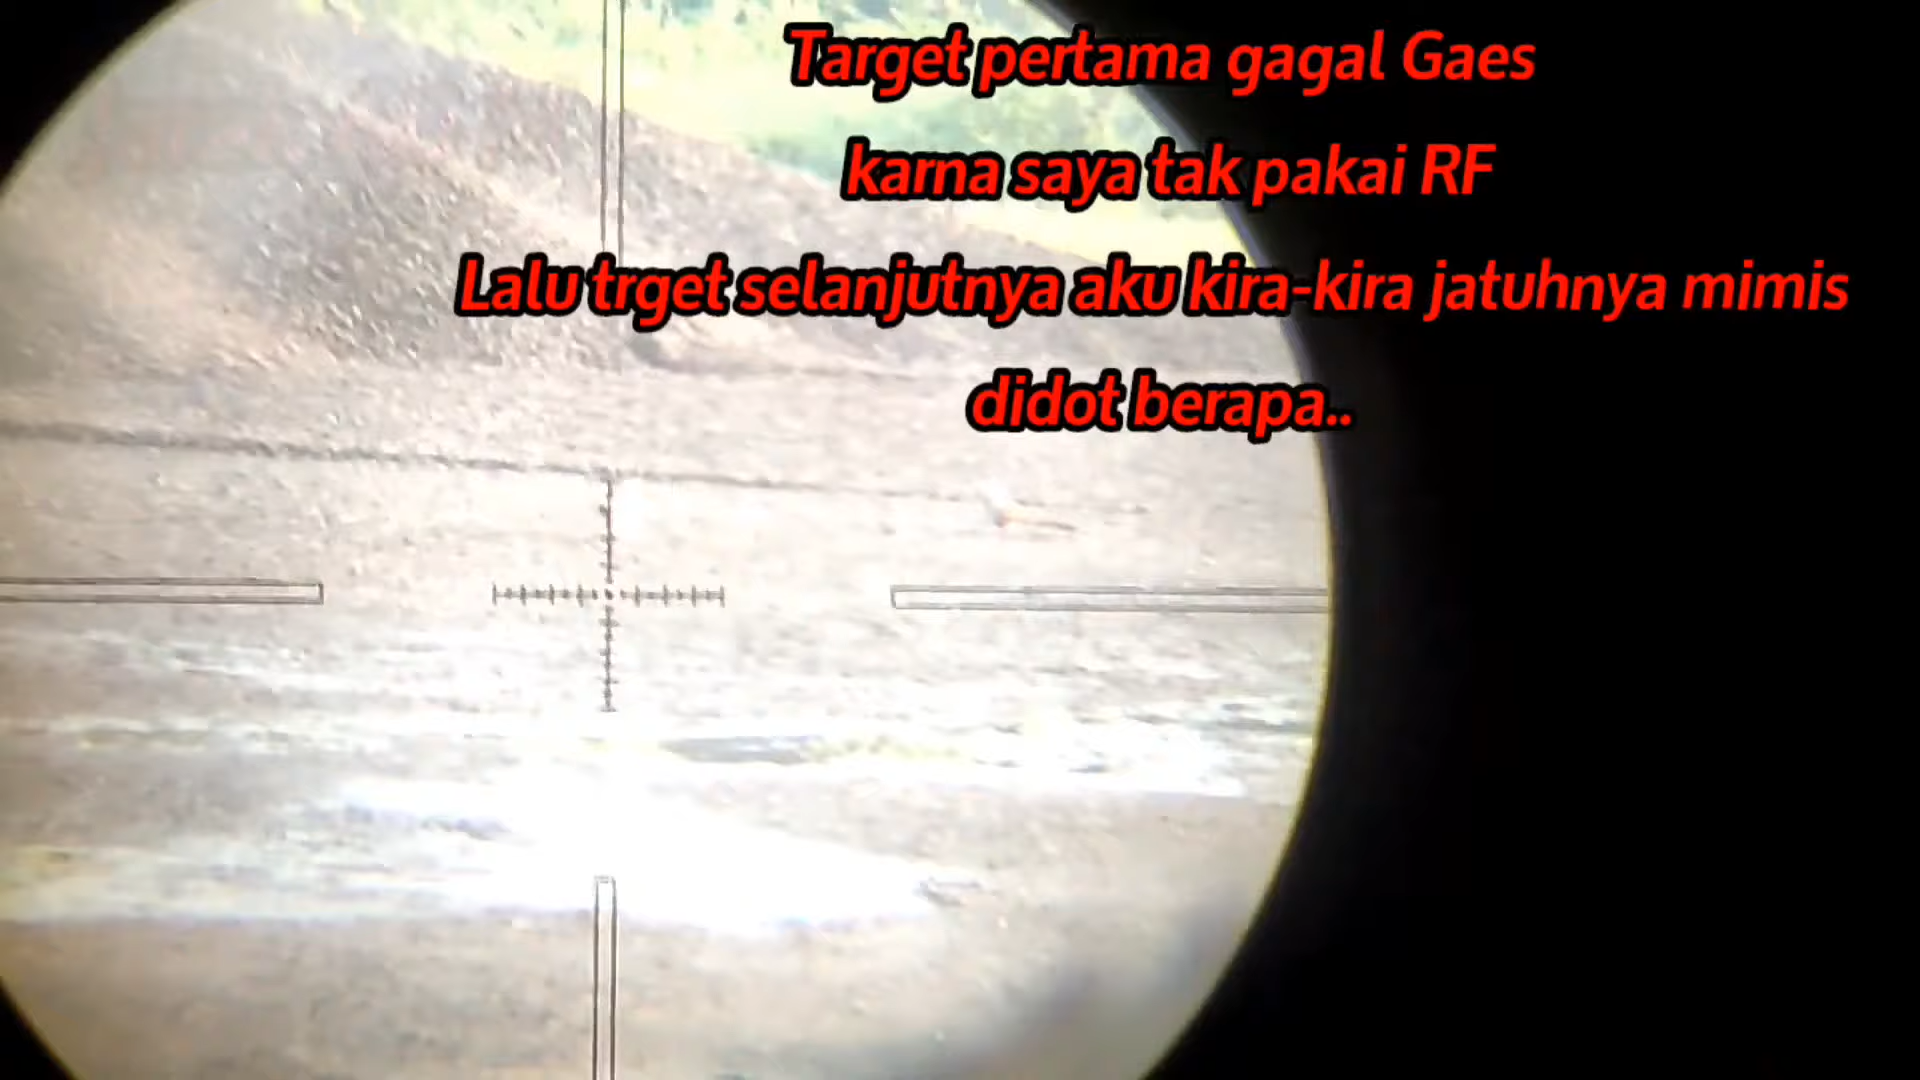 Target pertama gagal Gaes
karna saya tak pakai RF
Lalu trget selanjutnya aku kira-kira jatuhnya mimis
didot berapa..